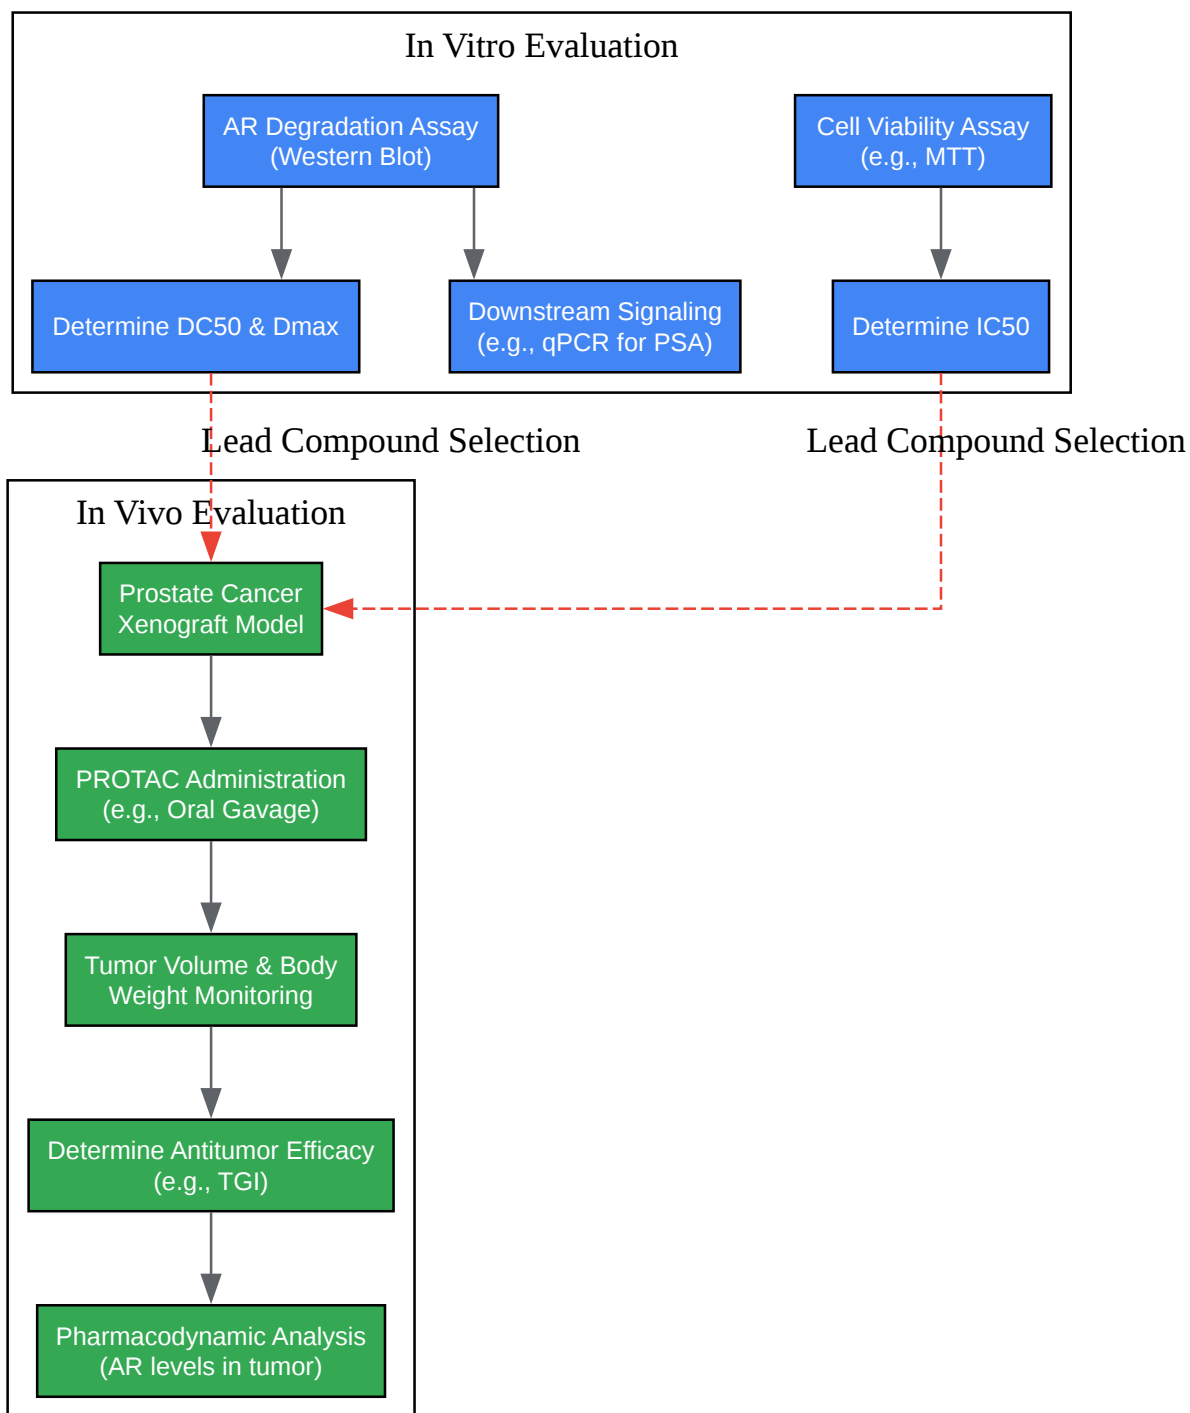 In Vitro Evaluation
AR Degradation Assay
(Western Blot)
Cell Viability Assay
(e.g., MTT)
Determine DC50 & Dmax
Downstream Signaling
(e.g., qPCR for PSA)
Determine IC50
Lead Compound Selection
Lead Compound Selection
In Vivo Evaluation
Prostate Cancer
Xenograft Model
PROTAC Administration
(e.g., Oral Gavage)
Tumor Volume & Body
Weight Monitoring
Determine Antitumor Efficacy
(e.g., TGI)
Pharmacodynamic Analysis
(AR levels in tumor)